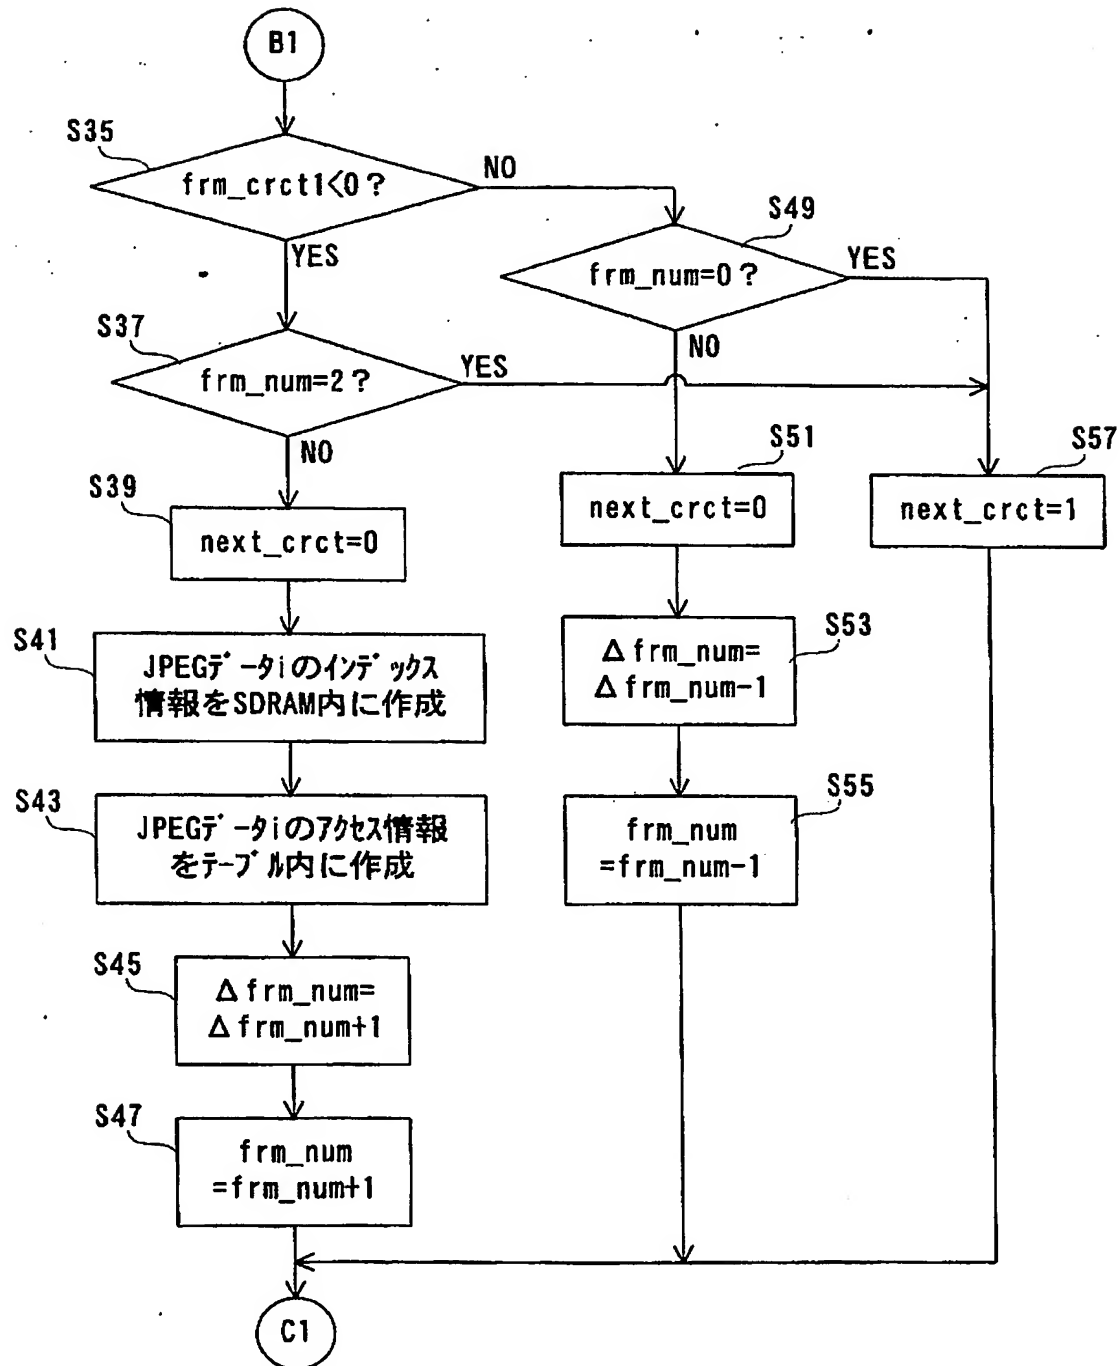 B1
S35
frm_crct1<0?
NO
YES
S49
frm_num=0?
YES
NO
S37
frm_num=2?
YES
NO
S39
next_crct=0
S51
next_crct=0
S57
next_crct=1
S41
JPEGデータiのインデックス
情報をSDRAM内に作成
S53
Δfrm_num=
Δfrm_num-1
S43
JPEGデータiのアクセス情報
をテーブル内に作成
S55
frm_num
=frm_num-1
S45
Δfrm_num=
Δfrm_num+1
S47
frm_num
=frm_num+1
C1